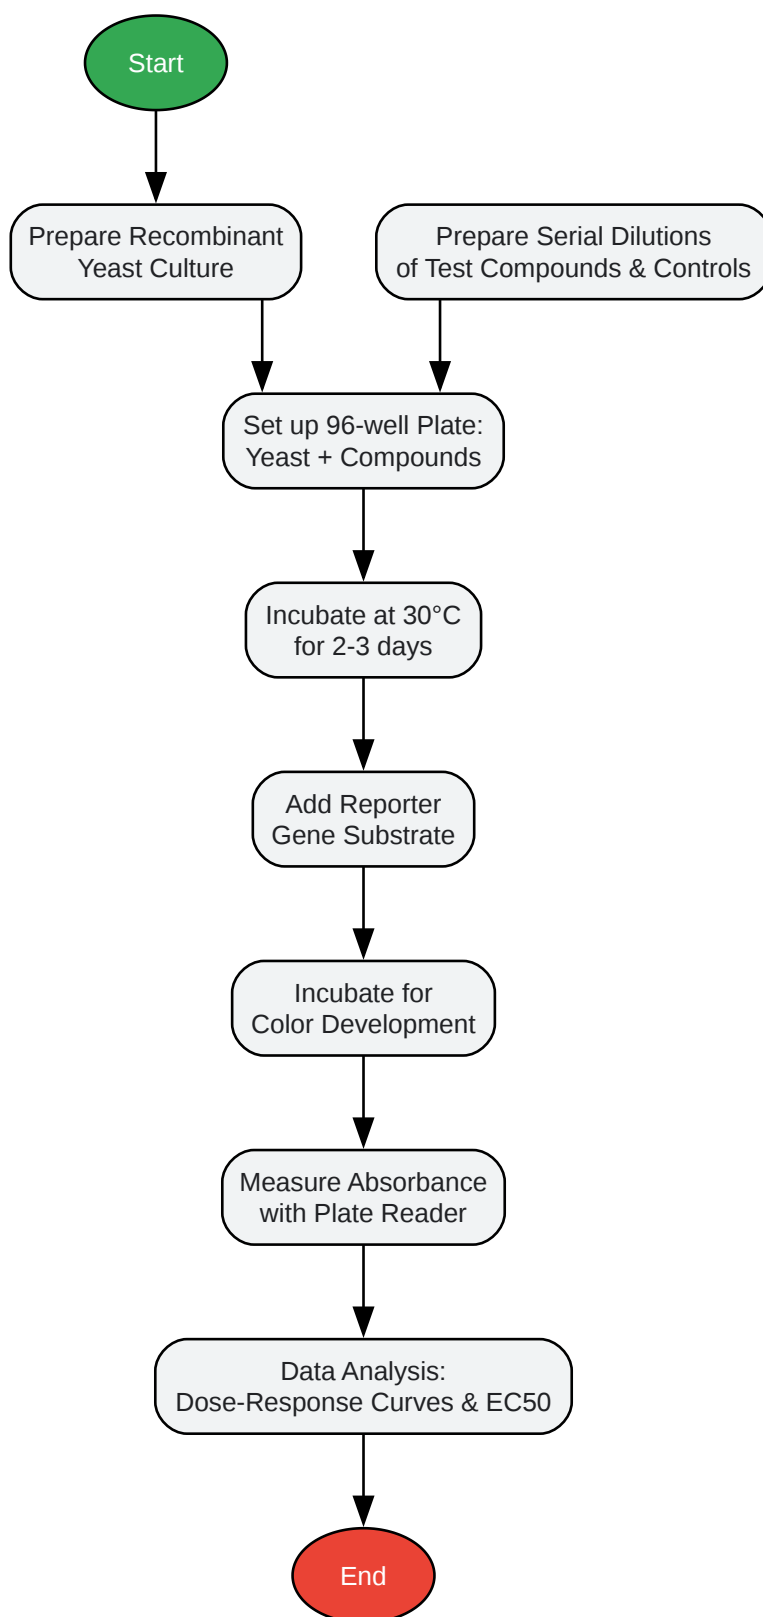 Start
Prepare Recombinant
Yeast Culture
Prepare Serial Dilutions
of Test Compounds & Controls
Set up 96-well Plate:
Yeast + Compounds
Incubate at 30°C
for 2-3 days
Add Reporter
Gene Substrate
Incubate for
Color Development
Measure Absorbance
with Plate Reader
Data Analysis:
Dose-Response Curves & EC50
End